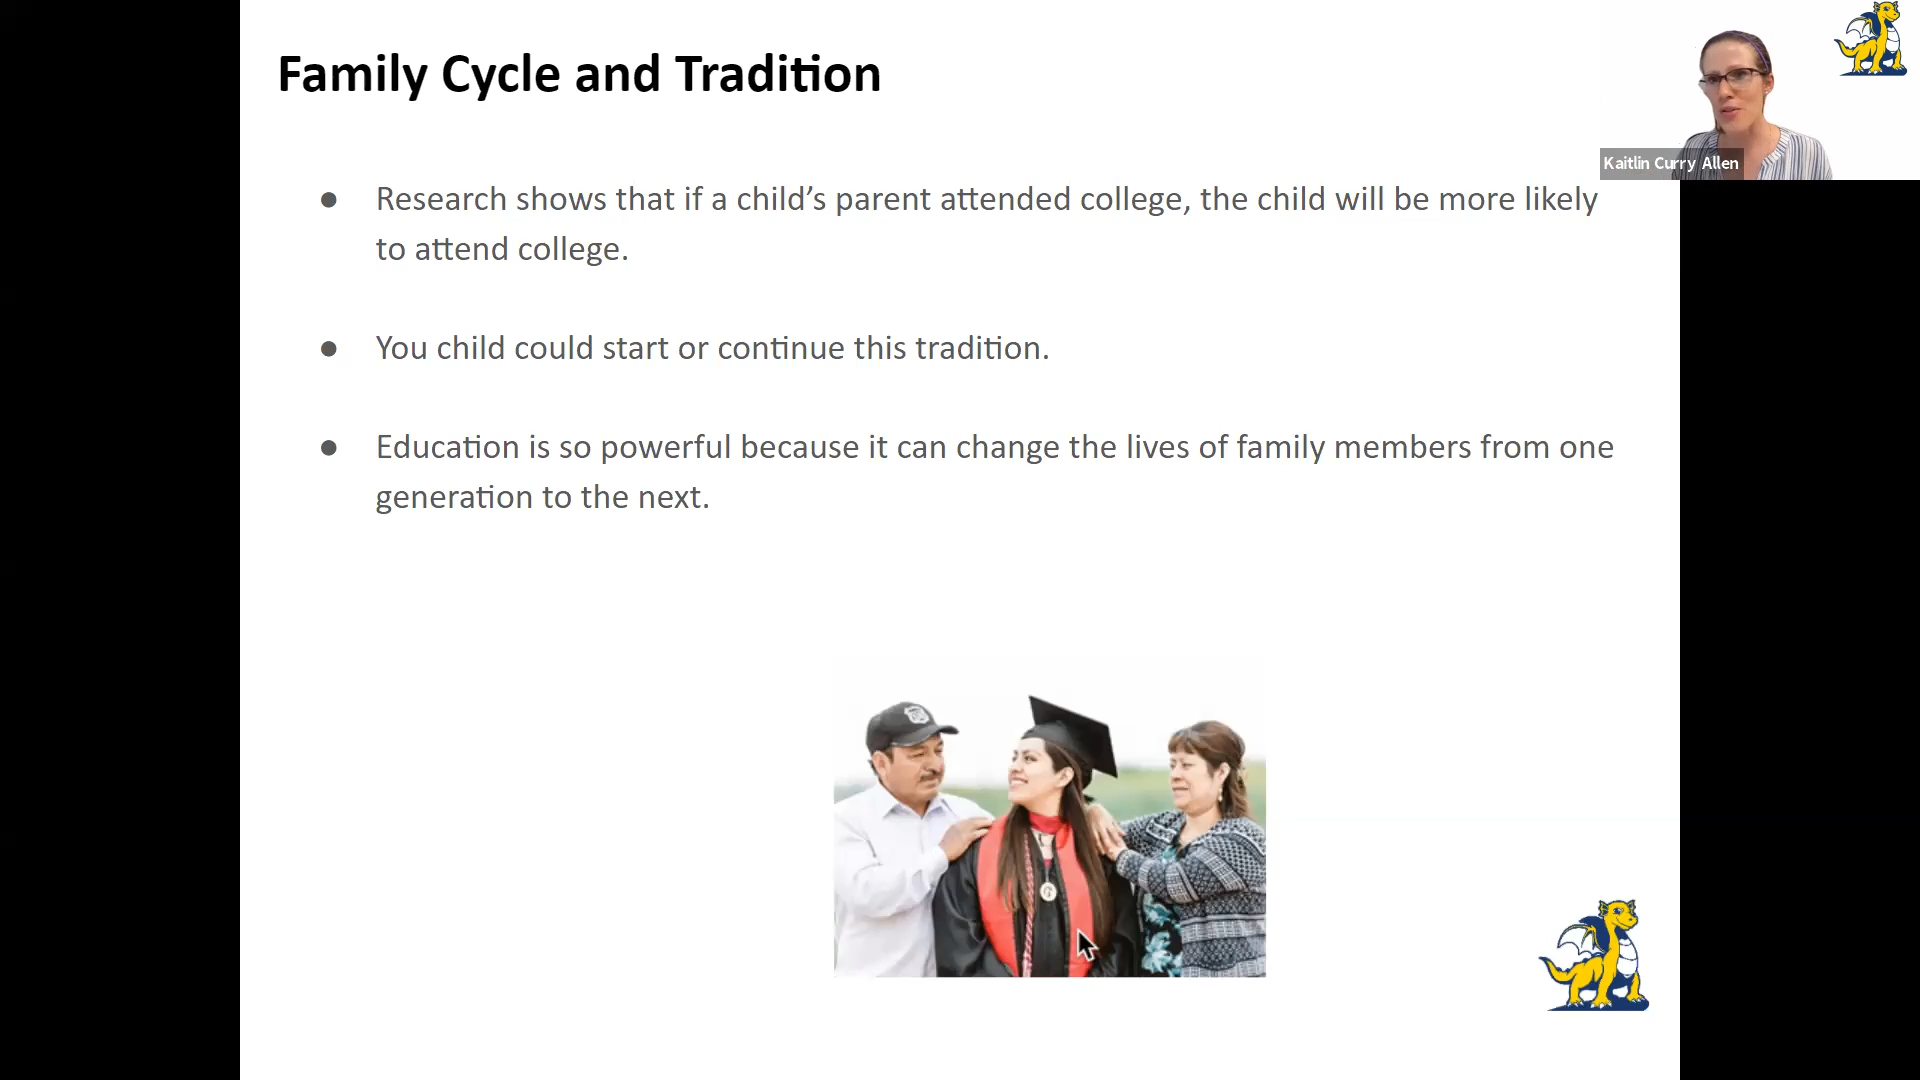 Family Cycle and Tradition
Kaitlin Curry Allen
● Research shows that if a child’s parent attended college, the child will be more likely
to attend college.
● You child could start or continue this tradition.
● Education is so powerful because it can change the lives of family members from one
generation to the next.